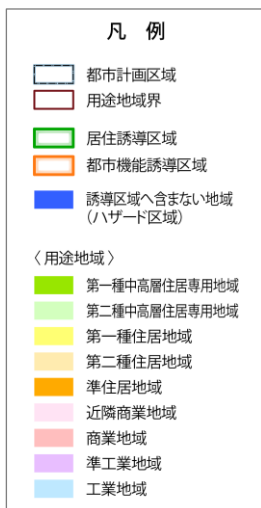 凡 例
都市計画区域
用途地域界
居住誘導区域
都市機能誘導区域
誘導区域へ含まない地域
(ハザード区域)
〈用途地域〉
第一種中高層住居専用地域
第二種中高層住居専用地域
第一種住居地域
第二種住居地域
準住居地域
近隣商業地域
商業地域
準工業地域
工業地域